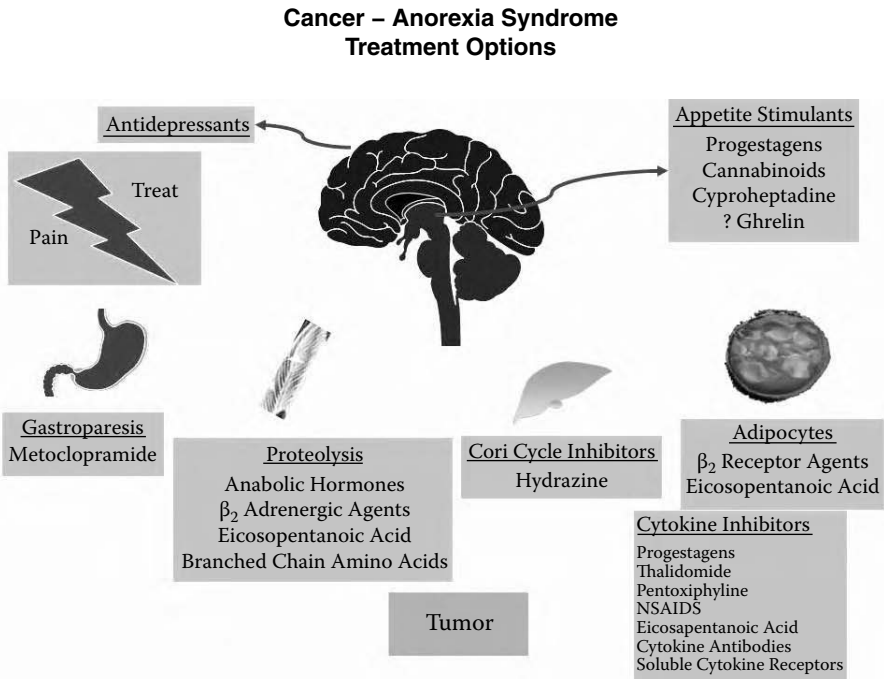 Cancer – Anorexia Syndrome
Treatment Options
Antidepressants
Treat
Pain
Appetite Stimulants
Progestagens
Cannabinoids
Cyproheptadine
? Ghrelin
Gastroparesis
Metoclopramide
Proteolysis
Anabolic Hormones
β₂ Adrenergic Agents
Eicosopentanoic Acid
Branched Chain Amino Acids
Cori Cycle Inhibitors
Hydrazine
Adipocytes
β₂ Receptor Agents
Eicosopentanoic Acid
Cytokine Inhibitors
Progestagens
Thalidomide
Pentoxiphyline
NSAIDS
Eicosapentanoic Acid
Cytokine Antibodies
Soluble Cytokine Receptors
Tumor